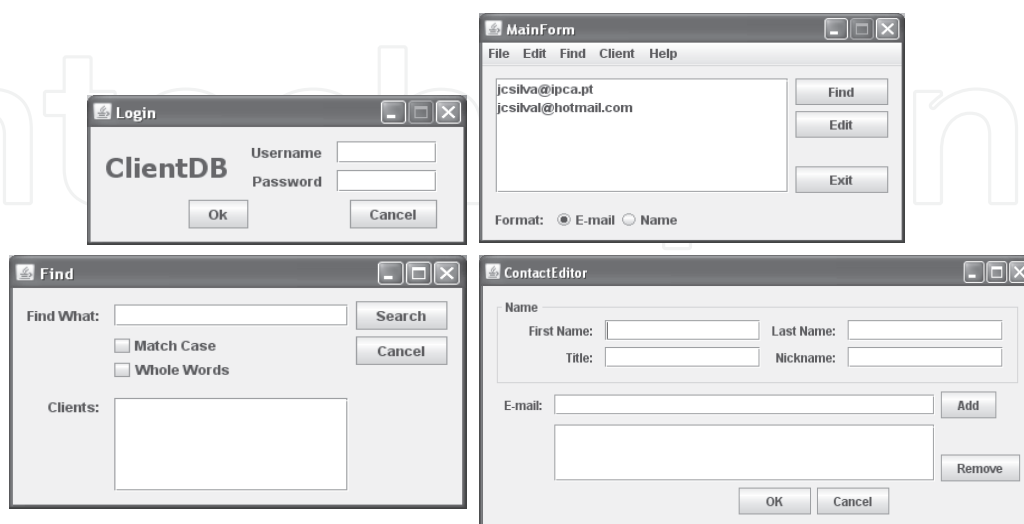 Login
ClientDB
Username
Password
Ok
Cancel
MainForm
File Edit Find Client Help
jcsilva@ipca.pt
jcsilval@hotmail.com
Find
Edit
Exit
Format: E-mail Name
Find
Find What:
Search
Match Case
Cancel
Whole Words
Clients:
ContactEditor
Name
First Name: Last Name:
Title: Nickname:
E-mail: Add
Remove
OK Cancel